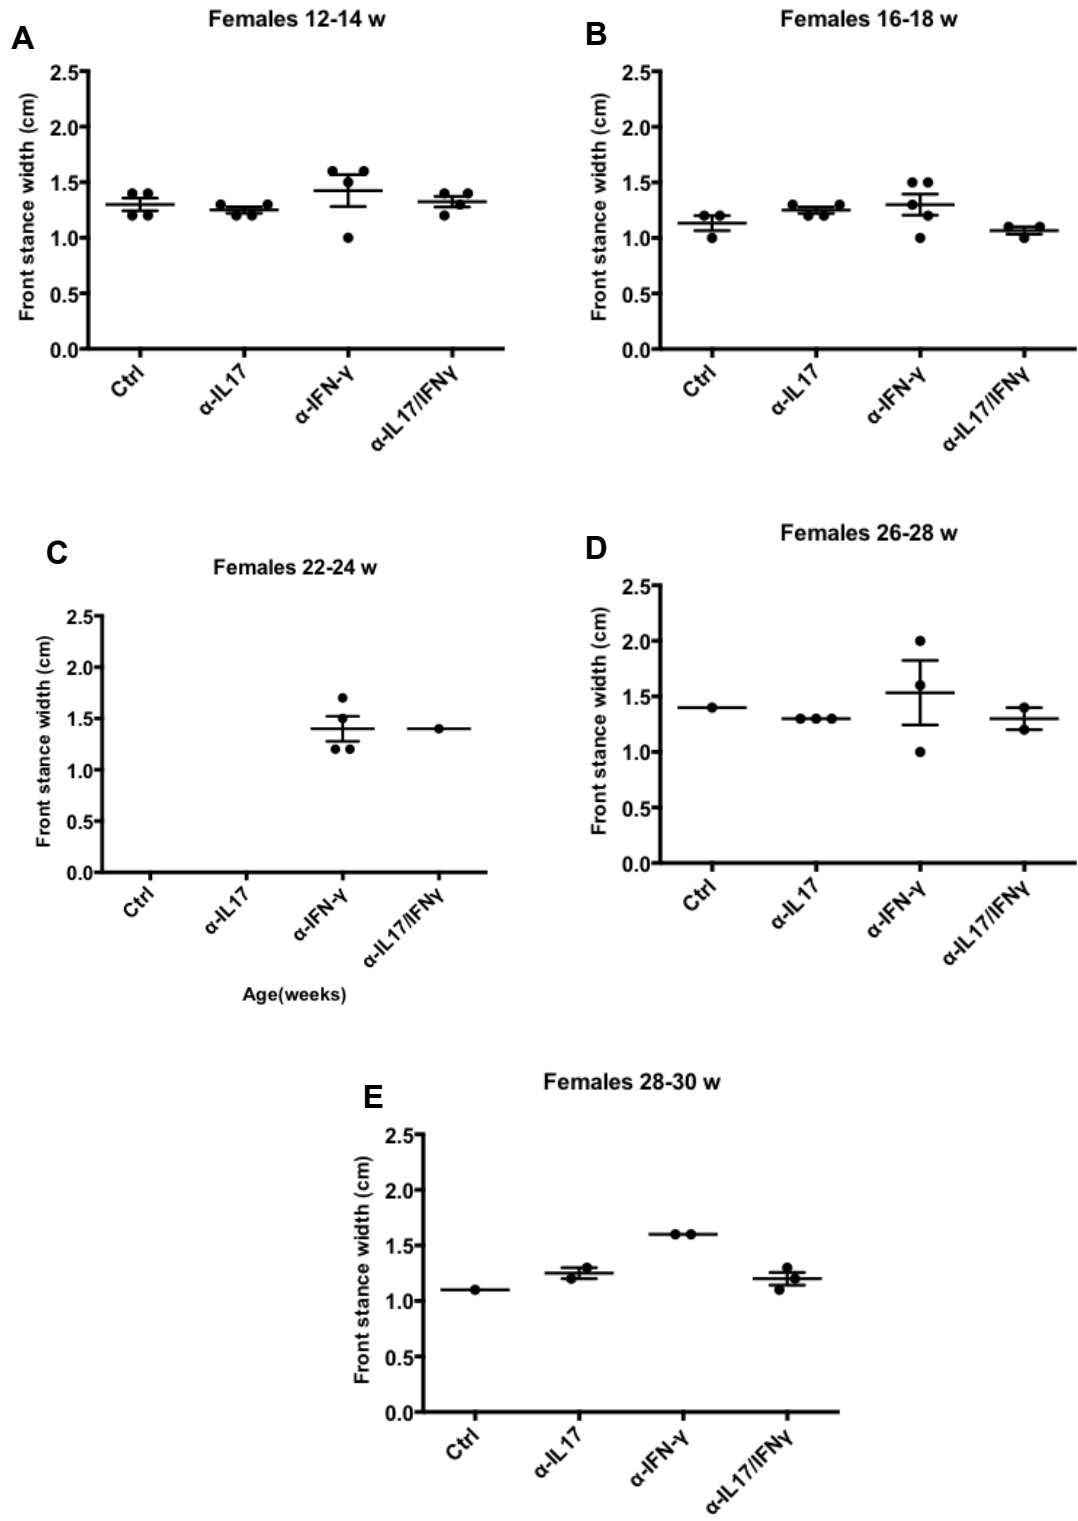 A
Females 12-14 w
Front stance width (cm)
2.5
2.0
1.5
1.0
0.5
0.0
Ctrl
α-IL17
α-IFN-γ
α-IL17/IFNγ
B
Females 16-18 w
Front stance width (cm)
2.5
2.0
1.5
1.0
0.5
0.0
Ctrl
α-IL17
α-IFN-γ
α-IL17/IFNγ
C
Females 22-24 w
Front stance width (cm)
2.5
2.0
1.5
1.0
0.5
0.0
Ctrl
α-IL17
α-IFN-γ
α-IL17/IFNγ
Age(weeks)
D
Females 26-28 w
Front stance width (cm)
2.5
2.0
1.5
1.0
0.5
0.0
Ctrl
α-IL17
α-IFN-γ
α-IL17/IFNγ
E
Females 28-30 w
Front stance width (cm)
2.5
2.0
1.5
1.0
0.5
0.0
Ctrl
α-IL17
α-IFN-γ
α-IL17/IFNγ